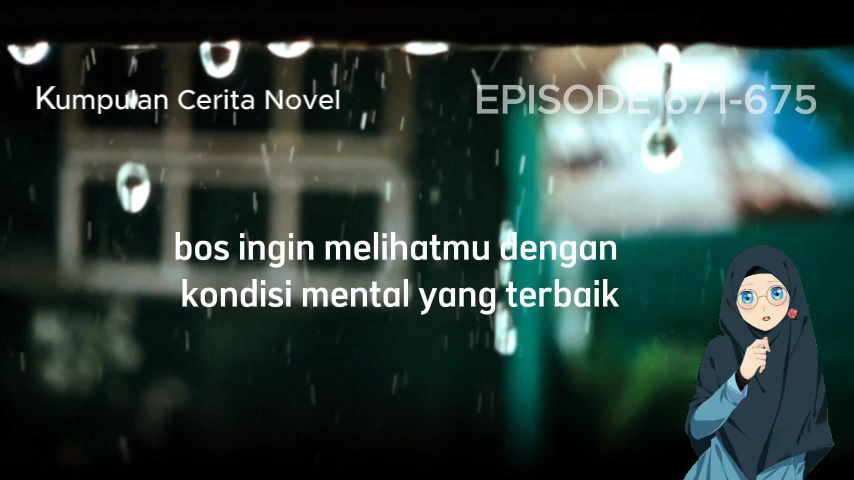 Kumpulan Cerita Novel
EPISODE 671-675
bos ingin melihatmu dengan
kondisi mental yang terbaik